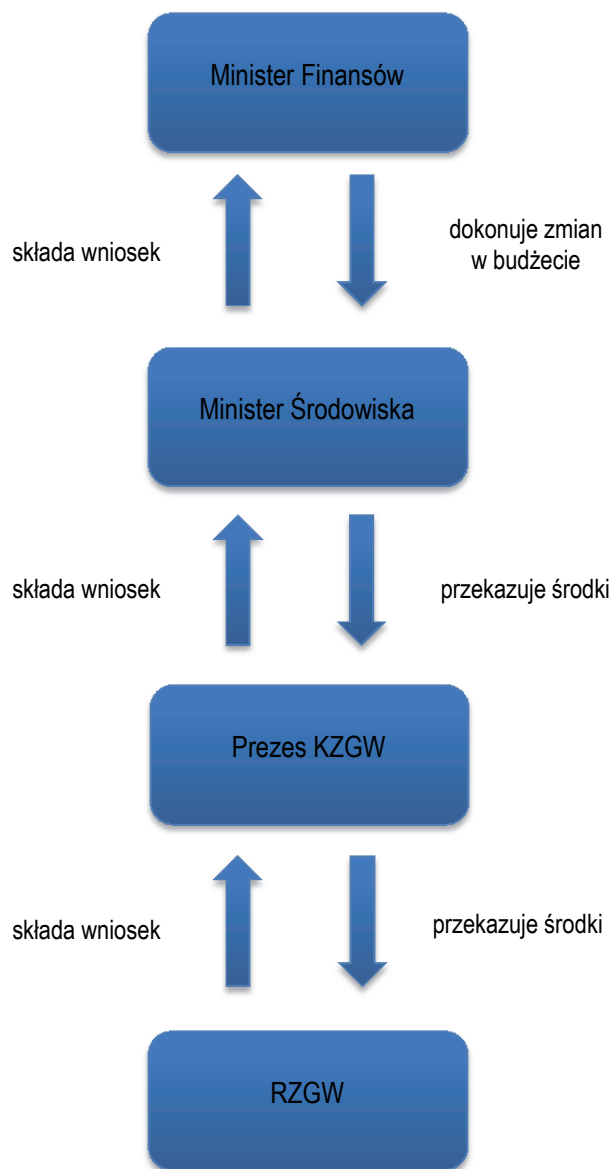 Minister Finansów
składa wniosek
dokonuje zmian
w budżecie
Minister Środowiska
składa wniosek
przekazuje środki
Prezes KZGW
składa wniosek
przekazuje środki
RZGW